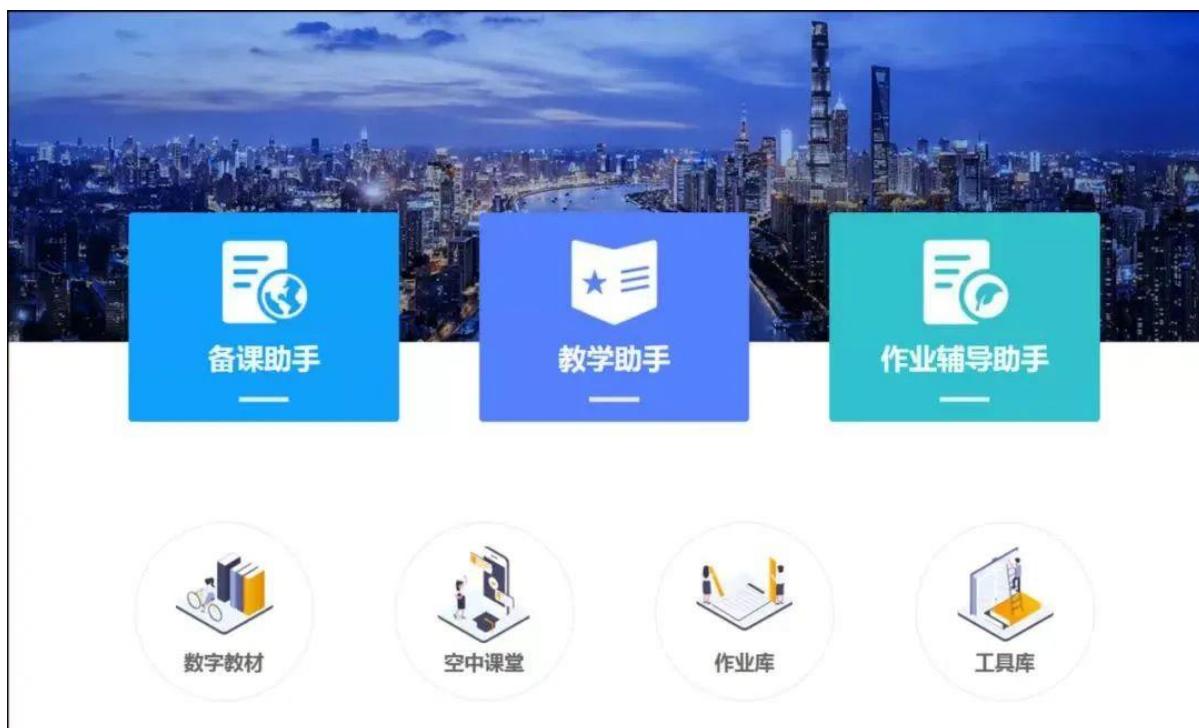 备课助手
教学助手
作业辅导助手
数字教材
空中课堂
作业库
工具库